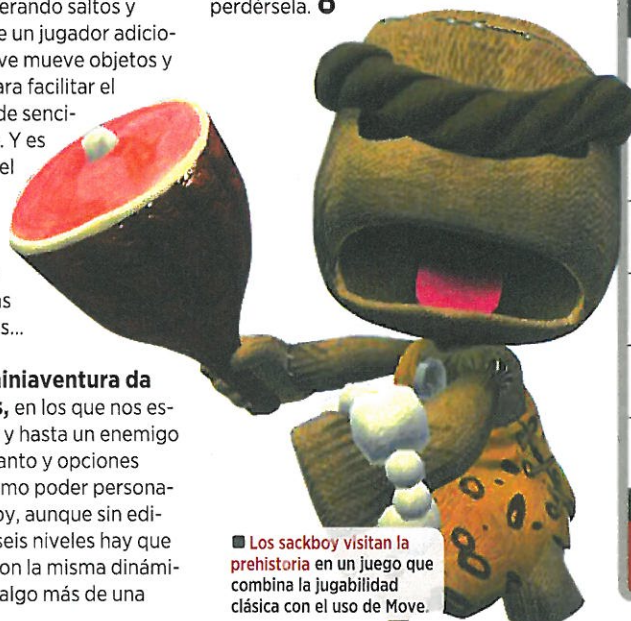 erando saltos y
e un jugador adicio-
ve mueve objetos y
ara facilitar el
de senci-
. Y es
el
as
s...
iniaventura da
s, en los que nos es-
y hasta un enemigo
anto y opciones
mo poder persona-
oy, aunque sin edi-
seis niveles hay que
on la misma dinámi-
algo más de una
perdérsela.
Los sackboy visitan la
prehistoria en un juego que
combina la jugabilidad
clásica con el uso de Move.